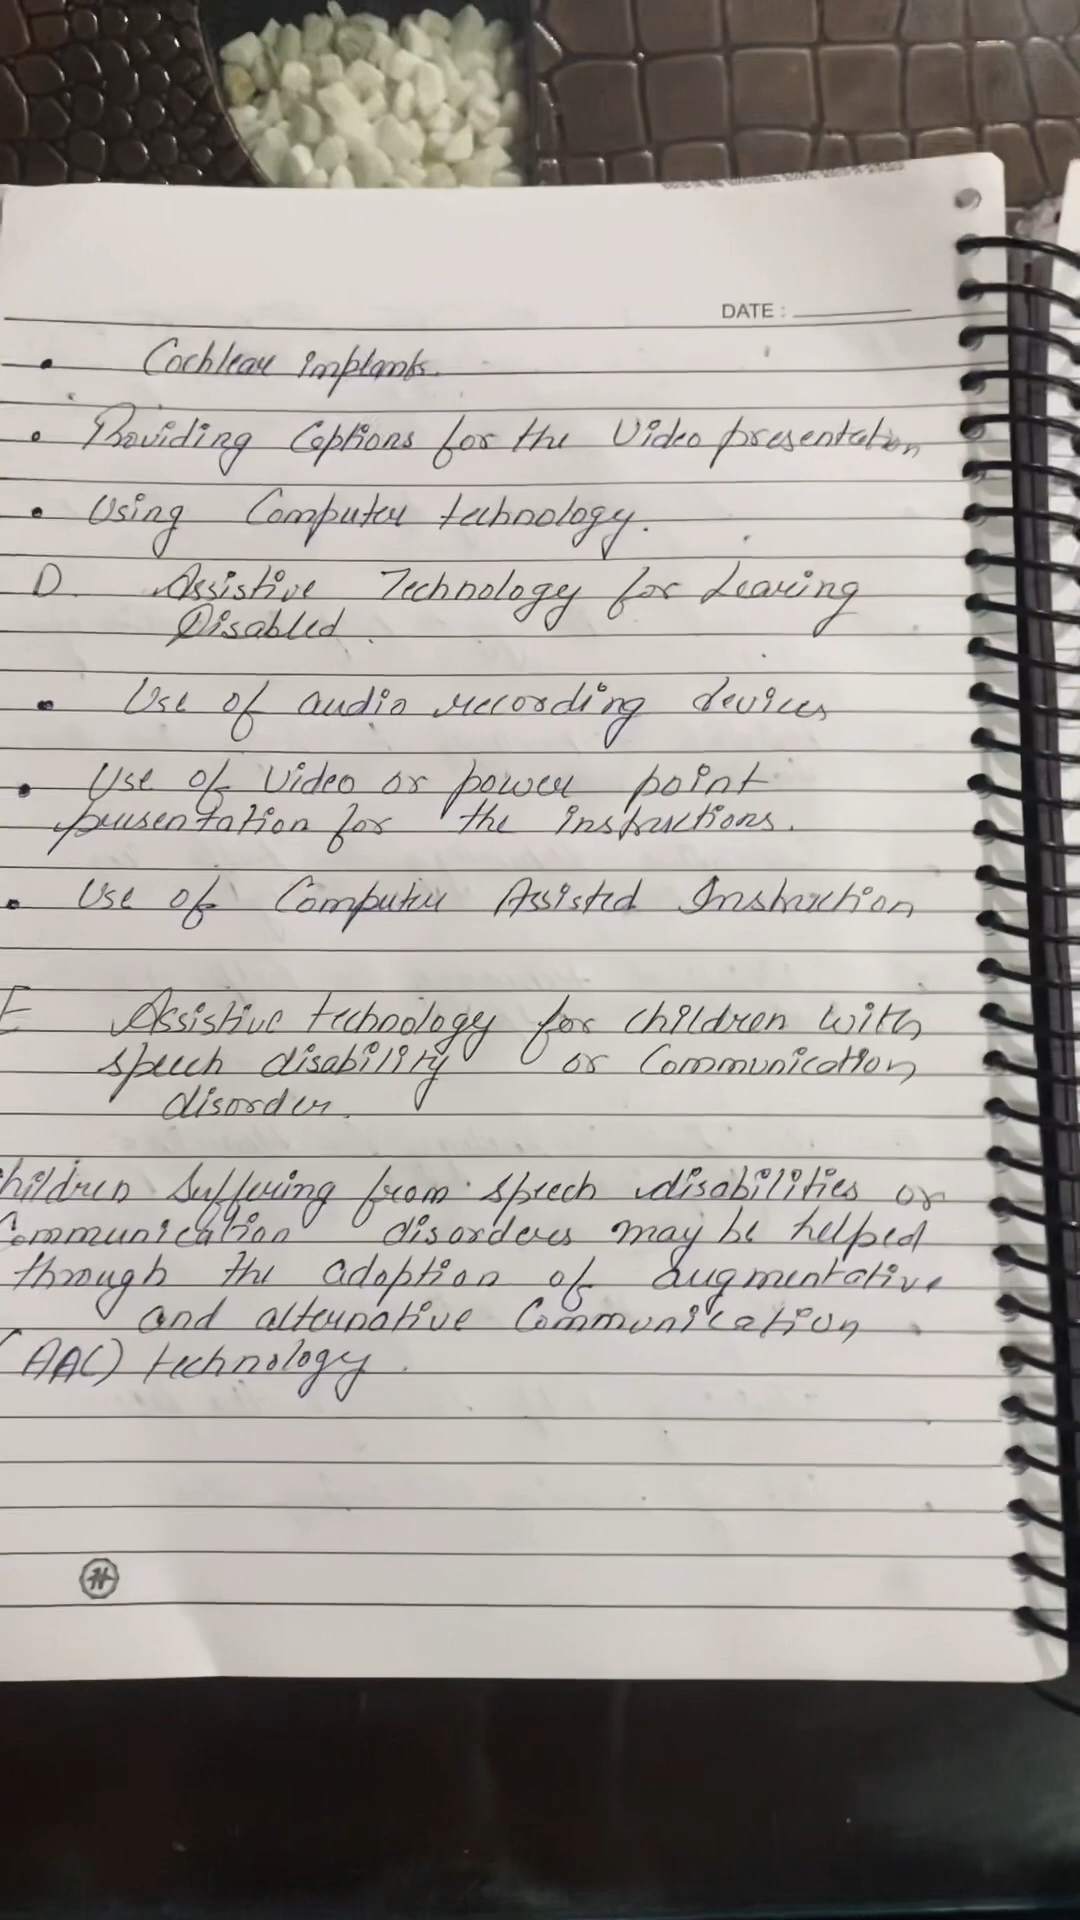 DATE :
• Cochlear implants.
• Providing Coptions for the Video presentation
• Using Computer technology.
D. Assistive Technology for Learing
Disabled.
• Use of audio recording devices
• Use of Video or power point
presentation for the instructions.
• Use of Computer Assisted Instruction
E Assistive technology for children with
speech disability or Communication
disorder.
hildren Suffering from speech disabilities or
Communication disorders may be helped
through the adoption of augmentative
and alternative Communication
(AAC) technology.